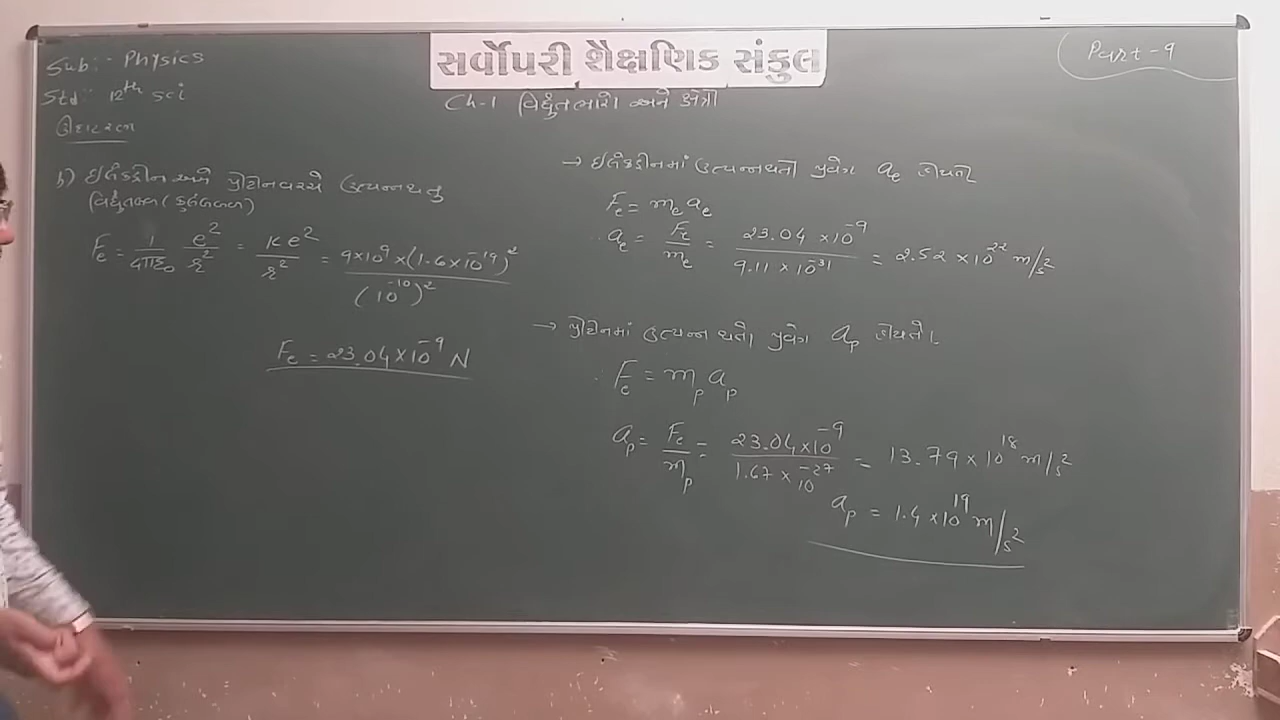 સર્વોપરી શૈક્ષણિક સંકુલ
Sub:- Physics
Std:- 12th sci
Part-9
Ch-1 વિદ્યુતભારો અને ક્ષેત્રો
ઉદાહરણ
b) ઇલેક્ટ્રોન અને પ્રોટોન વચ્ચે ઉત્પન્ન થતું
વિદ્યુતબળ (કુલંબબળ)
Fe = 1/4πε0 e²/r² = Ke²/r² = 9×10⁹×(1.6×10⁻¹⁹)²/(10⁻¹⁰)²
Fe = 23.04×10⁻⁹ N
→ ઇલેક્ટ્રોનમાં ઉત્પન્ન થતો પ્રવેગ ae હોયતો
Fe = me ae
∴ ae = Fe/me = 23.04×10⁻⁹/9.11×10⁻³¹ = 2.52×10²² m/s²
→ પ્રોટોનમાં ઉત્પન્ન થતો પ્રવેગ ap હોયતો.
∴ Fe = mp ap
ap = Fe/mp = 23.04×10⁻⁹/1.67×10⁻²⁷ = 13.79×10¹⁸ m/s²
ap = 1.4×10¹⁹ m/s²